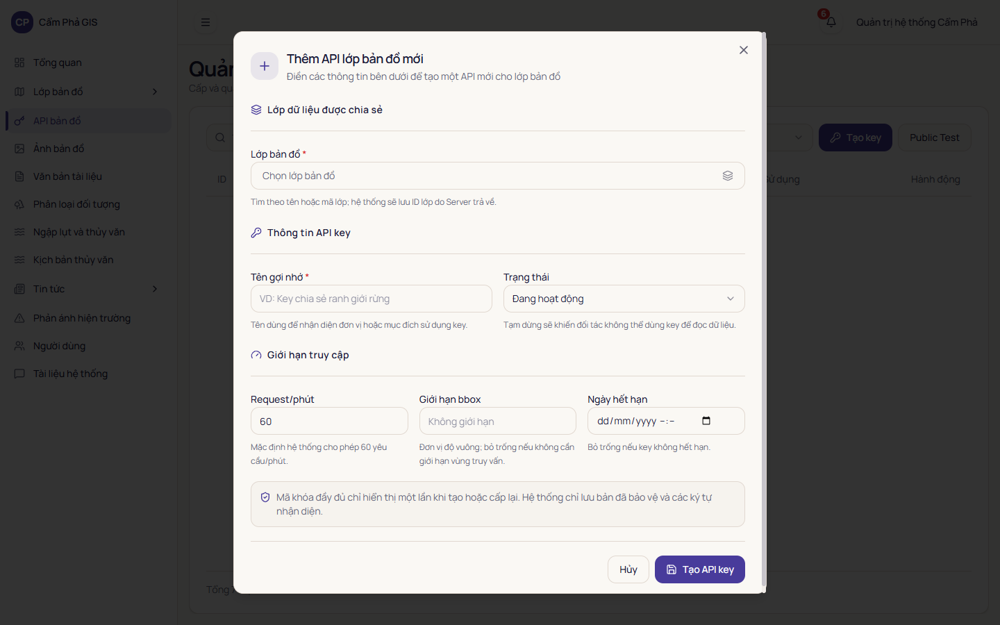 CP Cẩm Phả GIS
6
Quản trị hệ thống Cẩm Phả
Tổng quan
Lớp bản đồ
API bản đồ
Ảnh bản đồ
Văn bản tài liệu
Phân loại đối tượng
Ngập lụt và thủy văn
Kịch bản thủy văn
Tin tức
Phản ánh hiện trường
Người dùng
Tài liệu hệ thống
Tạo key
Public Test
ID
sử dụng
Hành động
Tổng
Thêm API lớp bản đồ mới
Điền các thông tin bên dưới để tạo một API mới cho lớp bản đồ
Lớp dữ liệu được chia sẻ
Lớp bản đồ *
Chọn lớp bản đồ
Tìm theo tên hoặc mã lớp; hệ thống sẽ lưu ID lớp do Server trả về.
Thông tin API key
Tên gợi nhớ *
Trạng thái
VD: Key chia sẻ ranh giới rừng
Đang hoạt động
Tên dùng để nhận diện đơn vị hoặc mục đích sử dụng key.
Tạm dừng sẽ khiến đối tác không thể dùng key để đọc dữ liệu.
Giới hạn truy cập
Request/phút
Giới hạn bbox
Ngày hết hạn
60
Không giới hạn
dd/mm/yyyy --:--
Mặc định hệ thống cho phép 60 yêu
cầu/phút.
Đơn vị độ vuông; bỏ trống nếu không cần
giới hạn vùng truy vấn.
Bỏ trống nếu key không hết hạn.
Mã khóa đầy đủ chỉ hiển thị một lần khi tạo hoặc cấp lại. Hệ thống chỉ lưu bản đã bảo vệ và các ký tự
nhận diện.
Hủy
Tạo API key